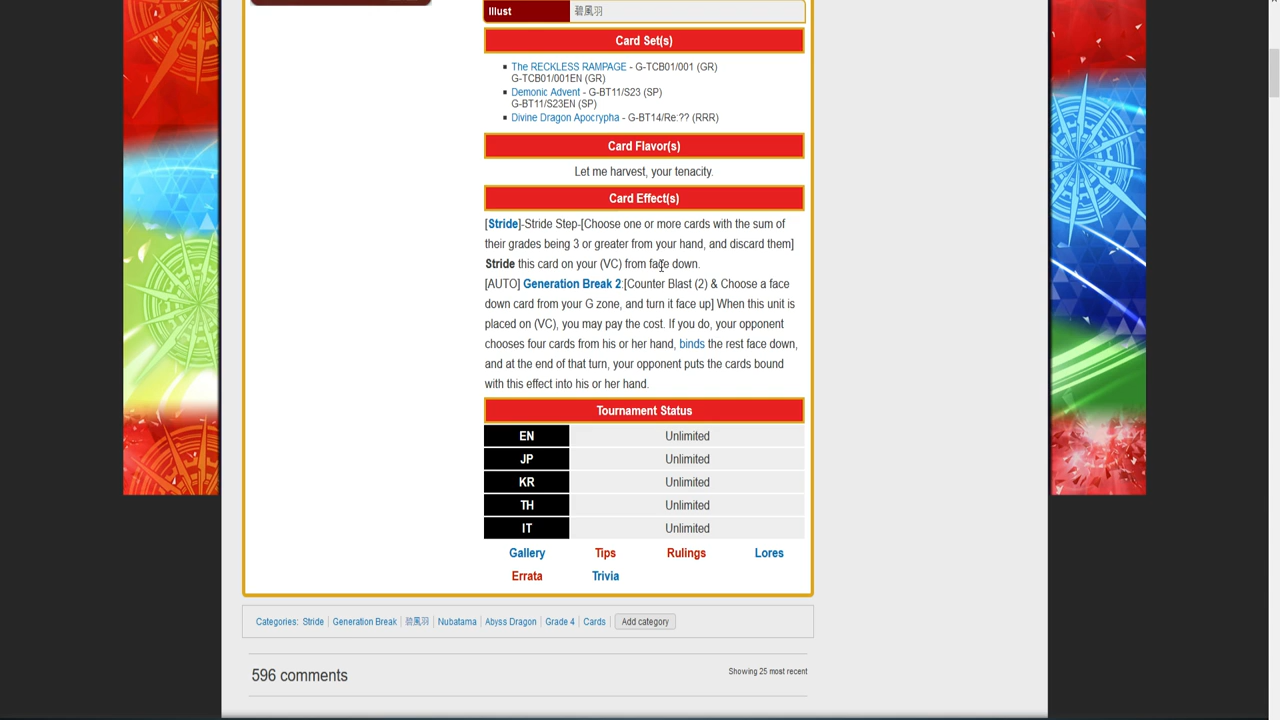 Illust 碧風羽
Card Set(s)
The RECKLESS RAMPAGE - G-TCB01/001 (GR)
G-TCB01/001EN (GR)
Demonic Advent - G-BT11/S23 (SP)
G-BT11/S23EN (SP)
Divine Dragon Apocrypha - G-BT14/Re:?? (RRR)
Card Flavor(s)
Let me harvest, your tenacity.
Card Effect(s)
[Stride]-Stride Step-[Choose one or more cards with the sum of
their grades being 3 or greater from your hand, and discard them]
Stride this card on your (VC) from face down.
[AUTO] Generation Break 2:[Counter Blast (2) & Choose a face
down card from your G zone, and turn it face up] When this unit is
placed on (VC), you may pay the cost. If you do, your opponent
chooses four cards from his or her hand, binds the rest face down,
and at the end of that turn, your opponent puts the cards bound
with this effect into his or her hand.
Tournament Status
EN Unlimited
JP Unlimited
KR Unlimited
TH Unlimited
IT Unlimited
Gallery Tips Rulings Lores
Errata Trivia
Categories: Stride Generation Break 碧風羽 Nubatama Abyss Dragon Grade 4 Cards Add category
596 comments Showing 25 most recent